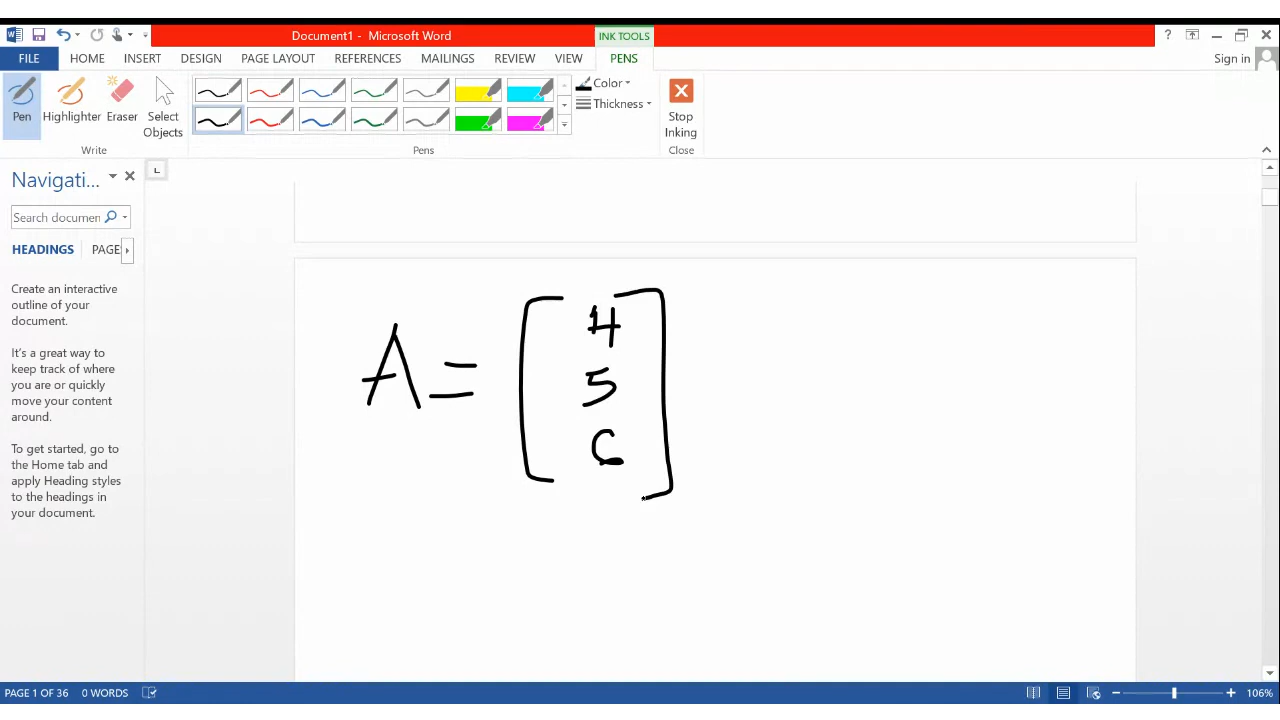 Document1 - Microsoft Word
INK TOOLS
?
FILE HOME INSERT DESIGN PAGE LAYOUT REFERENCES MAILINGS REVIEW VIEW PENS
Sign in
Pen Highlighter Eraser Select Objects
Color
Thickness
Stop Inking
Write
Pens
Close
Navigati...
Search documen
HEADINGS PAGE
Create an interactive
outline of your
document.
It's a great way to
keep track of where
you are or quickly
move your content
around.
To get started, go to
the Home tab and
apply Heading styles
to the headings in
your document.
4
A = 5
6
PAGE 1 OF 36 0 WORDS
106%